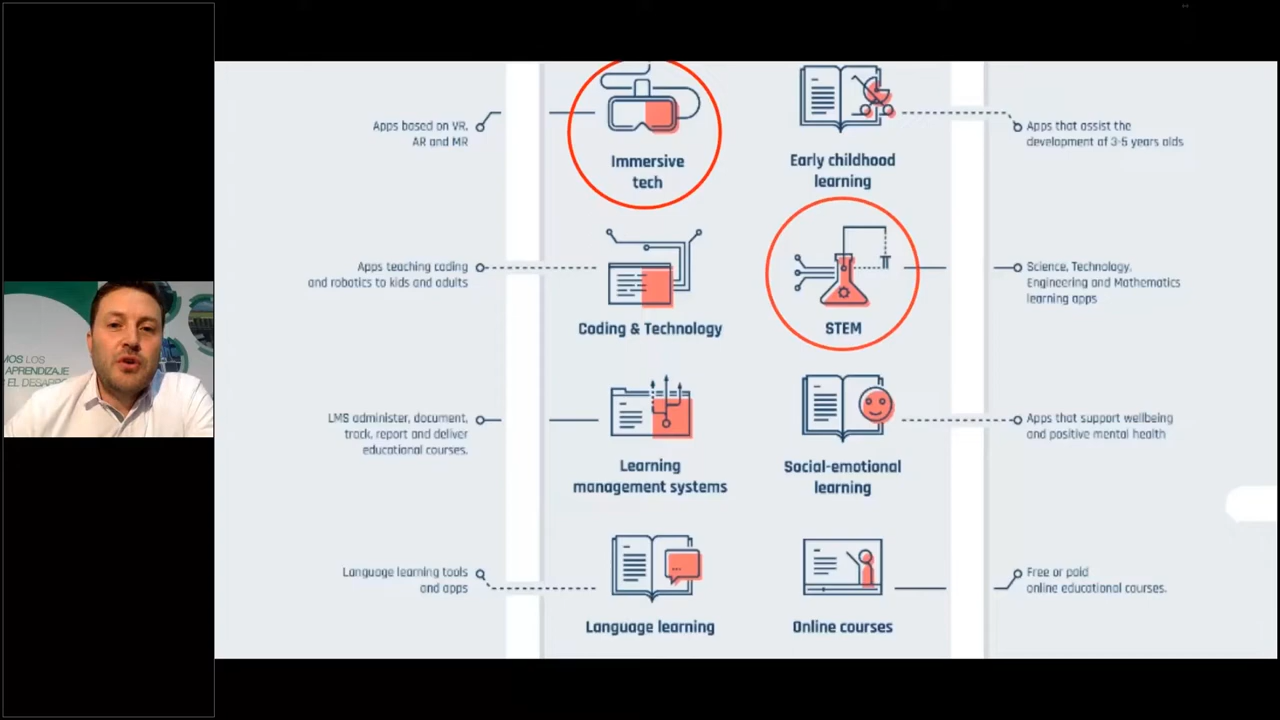 Apps based on VR,
AR and MR
Immersive
tech
Early childhood
learning
Apps that assist the
development of 3-5 years olds
Apps teaching coding
and robotics to kids and adults
Coding & Technology
STEM
Science, Technology,
Engineering and Mathematics
learning apps
LMS administer, document,
track, report and deliver
educational courses.
Learning
management systems
Social-emotional
learning
Apps that support wellbeing
and positive mental health
Language learning tools
and apps
Language learning
Online courses
Free or paid
online educational courses.
MOS LOS
APRENDIZAJE
EL DESARR